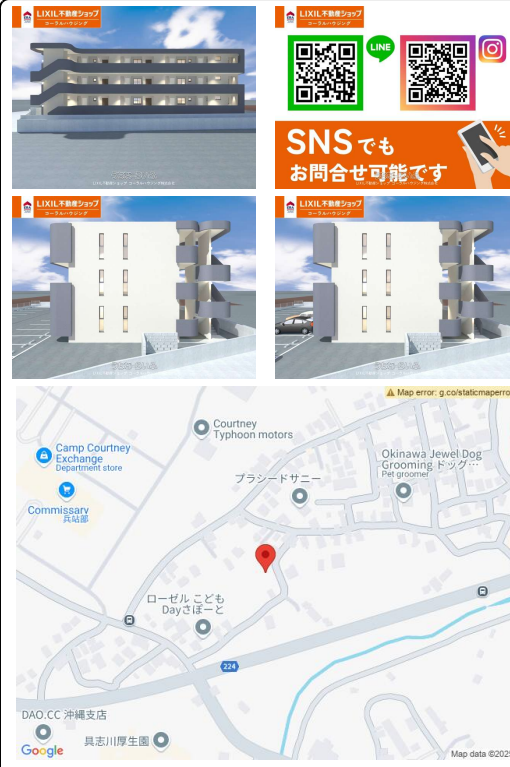 LIXIL不動産ショップ
コーラルハウジング
LIXIL不動産ショップ
コーラルハウジング
LINE
SNSでも
お問合せ可能です
LIXIL不動産ショップ
コーラルハウジング
LIXIL不動産ショップ
コーラルハウジング
Map error: g.co/staticmaperro
Courtney
Typhoon motors
Camp Courtney
Exchange
Department store
Okinawa Jewel Dog
Grooming ドッグ…
Pet groomer
プラシードサニー
Commissary
兵站部
ローゼル こども
Dayさぽーと
224
DAO.CC 沖縄支店
具志川厚生園
Google
Map data ©2025